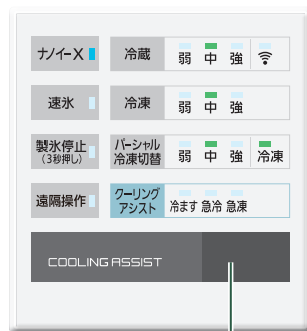 ナノイーX 冷蔵 弱 中 強
速氷 冷凍 弱 中 強
製氷停止 パーシャル
(3秒押し) 冷凍切替 弱 中 強 冷凍
遠隔操作 クーリング
アシスト 冷ます 急冷 急凍
COOLING ASSIST